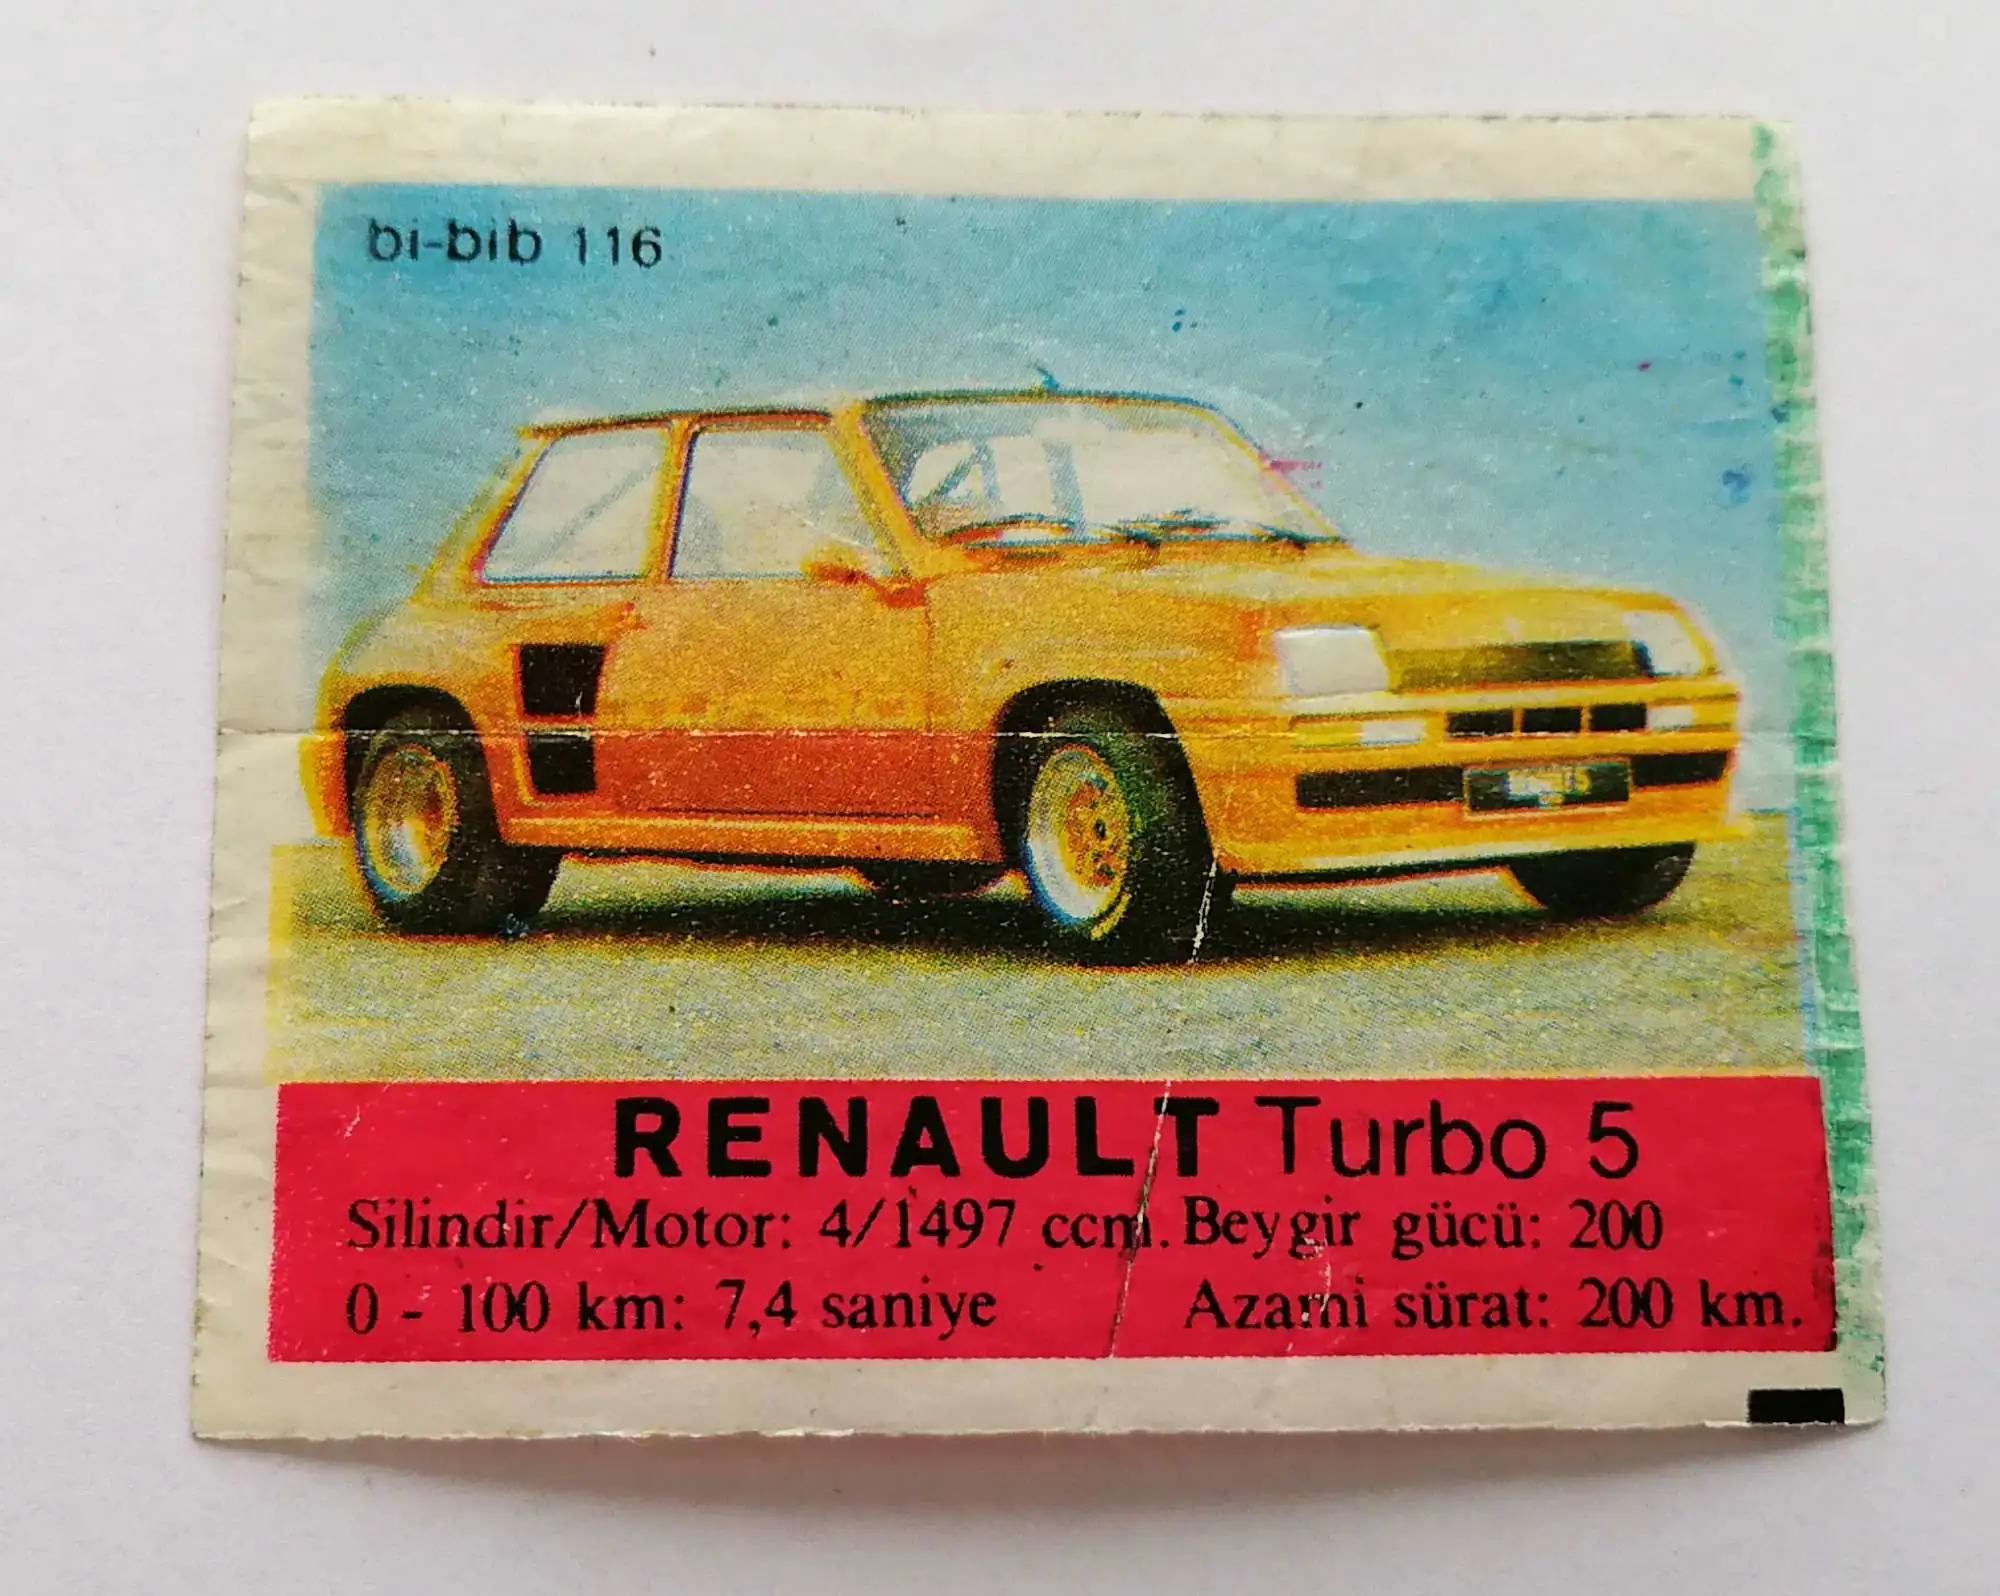 bi-bib 116
RENAULT Turbo 5
Silindir/Motor: 4/1497 ccm. Beygir gücü: 200
0 - 100 km: 7,4 saniye Azami sürat: 200 km.